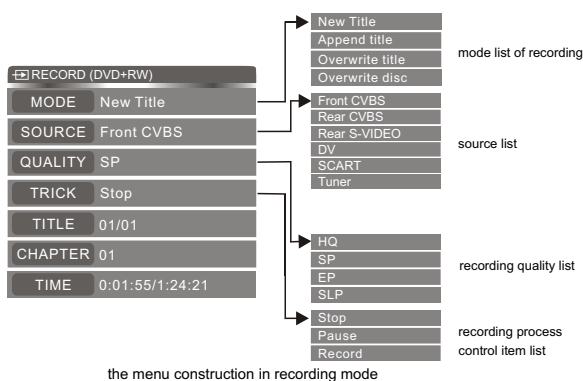 RECORD (DVD+RW)
MODE New Title
SOURCE Front CVBS
QUALITY SP
TRICK Stop
TITLE 01/01
CHAPTER 01
TIME 0:01:55/1:24:21
New Title
Append title
Overwrite title
Overwrite disc
mode list of recording
Front CVBS
Rear CVBS
Rear S-VIDEO
DV
SCART
Tuner
source list
HQ
SP
EP
SLP
recording quality list
Stop
Pause
Record
recording process
control item list
the menu construction in recording mode